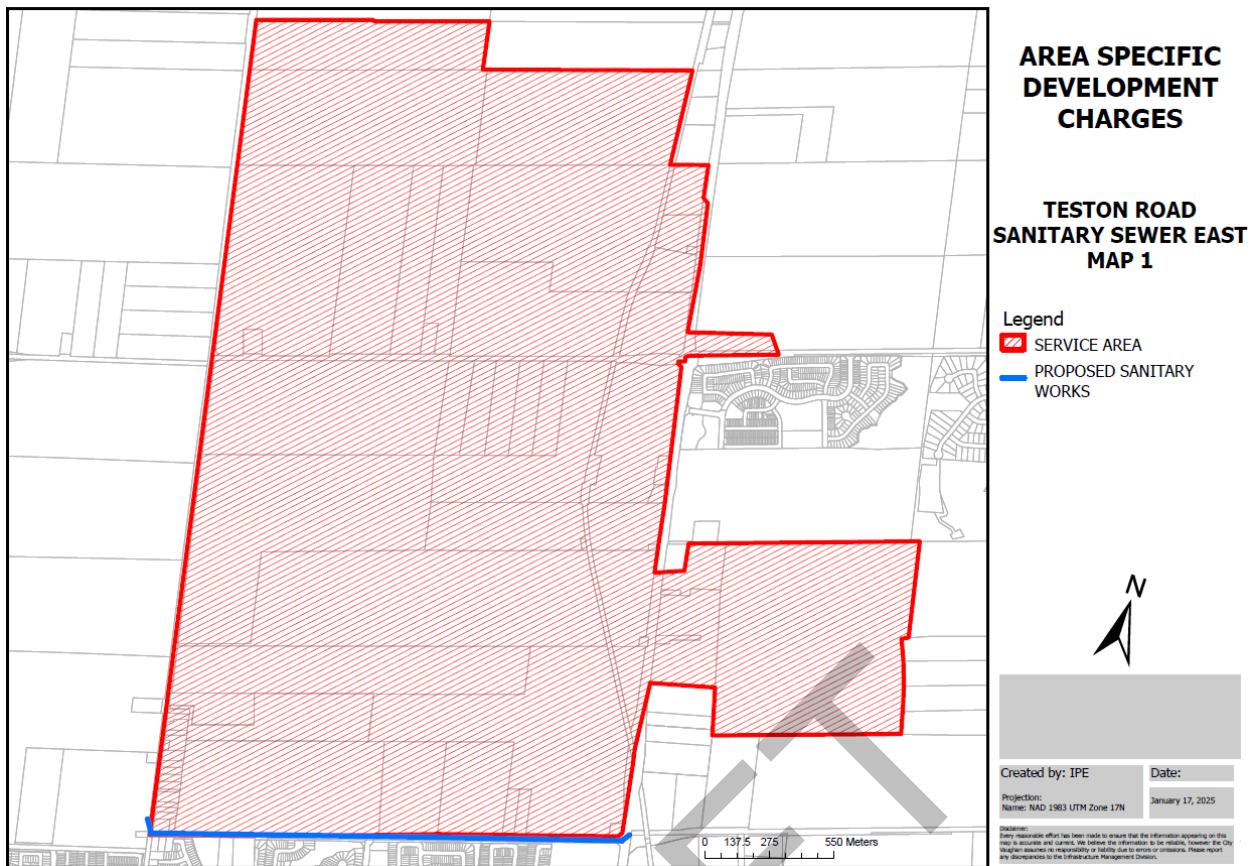 AREA SPECIFIC
DEVELOPMENT
CHARGES
TESTON ROAD
SANITARY SEWER EAST
MAP 1
Legend
SERVICE AREA
PROPOSED SANITARY
WORKS
N
Created by: IPE
Date:
Projection:
Name: NAD 1983 UTM Zone 17N
January 17, 2025
Disclaimer:
Every reasonable effort has been made to ensure that the information appearing on this
map is accurate and current. We believe the information to be reliable, however the City
Vaughan assumes no responsibility or liability due to errors or omissions. Please report
any discrepancies to the Infrastructure Management Division.
0 137.5 275 550 Meters